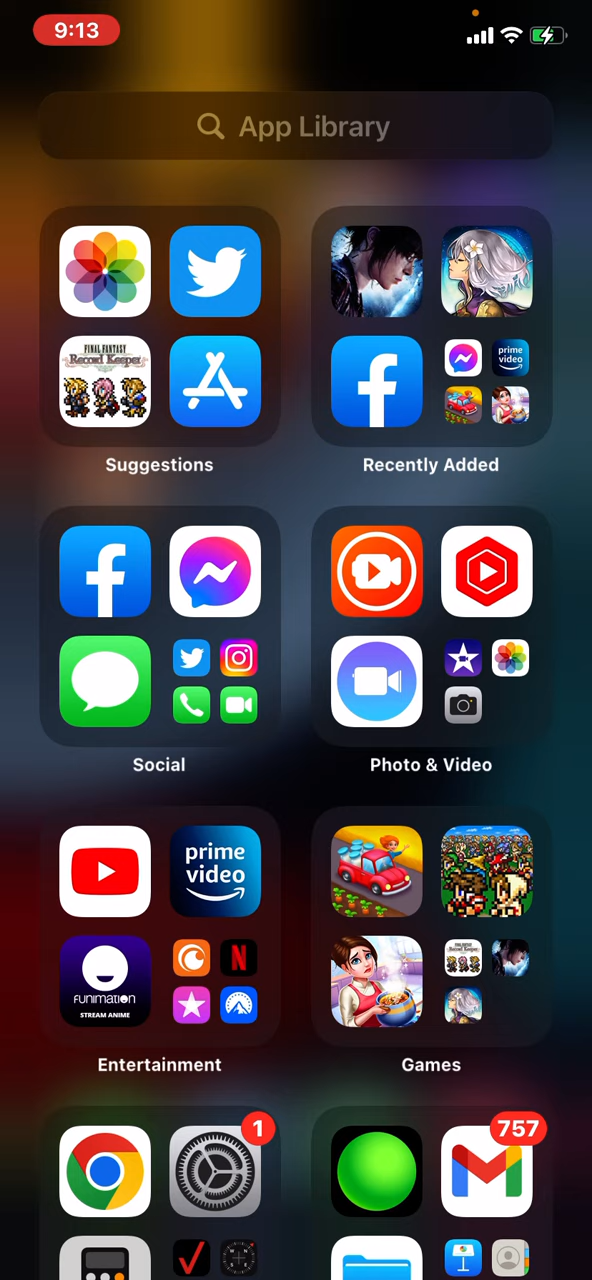 9:13
App Library
FINAL FANTASY
Record Keeper
prime
video
Suggestions
Recently Added
Social
Photo & Video
prime
video
FUNIMATION
STREAM ANIME
Entertainment
Games
1
757